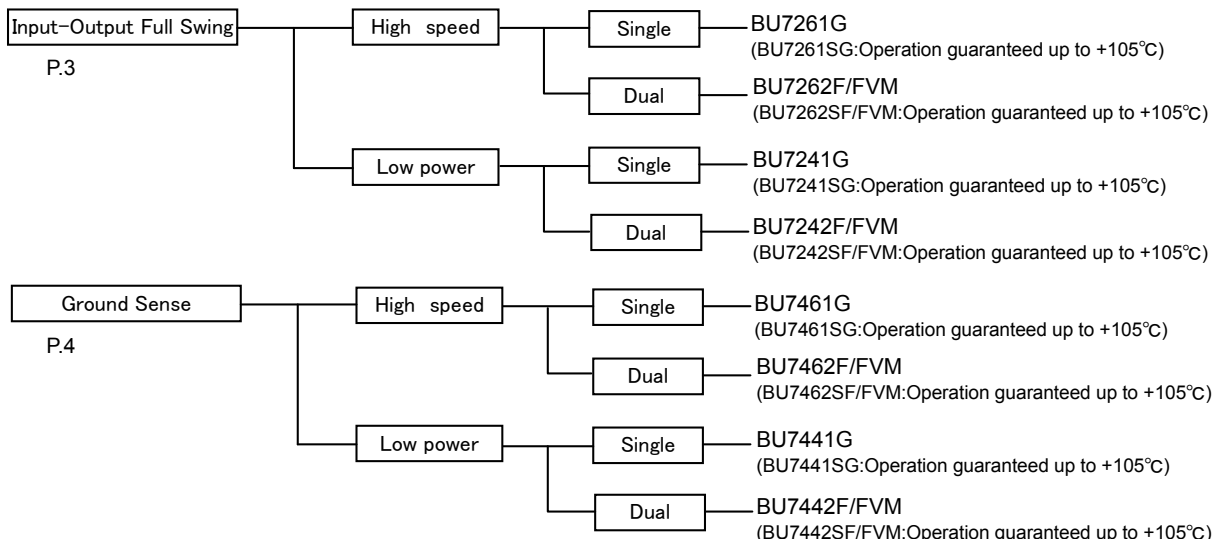 Input-Output Full Swing
P.3
High speed
Single
BU7261G
(BU7261SG:Operation guaranteed up to +105℃)
Dual
BU7262F/FVM
(BU7262SF/FVM:Operation guaranteed up to +105℃)
Low power
Single
BU7241G
(BU7241SG:Operation guaranteed up to +105℃)
Dual
BU7242F/FVM
(BU7242SF/FVM:Operation guaranteed up to +105℃)
Ground Sense
P.4
High speed
Single
BU7461G
(BU7461SG:Operation guaranteed up to +105℃)
Dual
BU7462F/FVM
(BU7462SF/FVM:Operation guaranteed up to +105℃)
Low power
Single
BU7441G
(BU7441SG:Operation guaranteed up to +105℃)
Dual
BU7442F/FVM
(BU7442SF/FVM:Operation guaranteed up to +105℃)